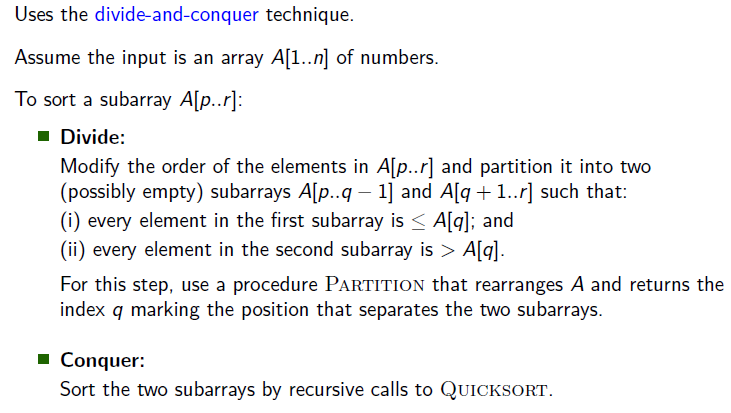 Uses the divide-and-conquer technique.
Assume the input is an array A[1..n] of numbers.
To sort a subarray A[p..r]:
■ Divide:
Modify the order of the elements in A[p..r] and partition it into two
(possibly empty) subarrays A[p..q − 1] and A[q + 1..r] such that:
(i) every element in the first subarray is ≤ A[q]; and
(ii) every element in the second subarray is > A[q].
For this step, use a procedure PARTITION that rearranges A and returns the
index q marking the position that separates the two subarrays.
■ Conquer:
Sort the two subarrays by recursive calls to QUICKSORT.